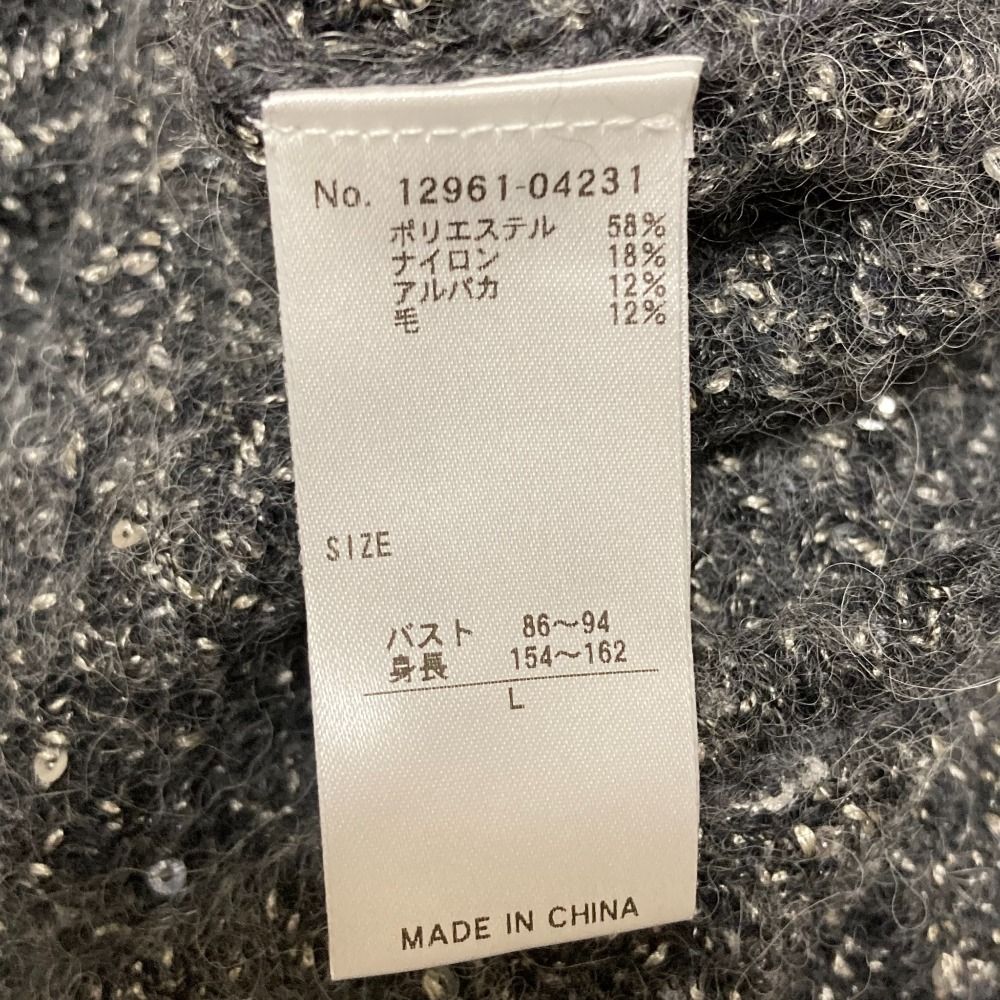 No. 12961-04231
ポリエステル 58%
ナイロン 18%
アルパカ 12%
毛 12%
SIZE
バスト 86〜94
身長 154〜162
L
MADE IN CHINA